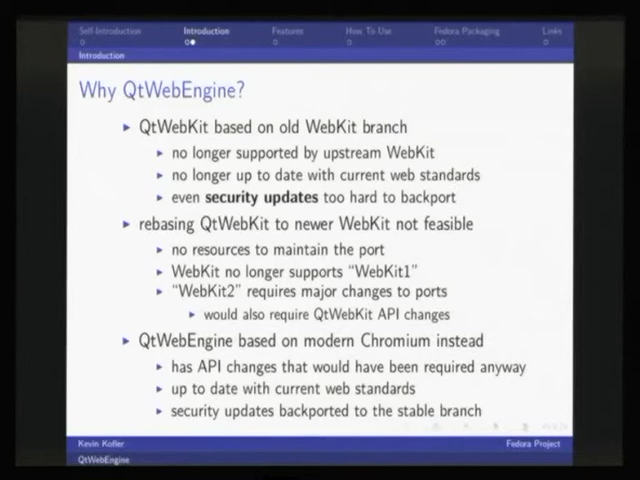 Self-Introduction Introduction Features How To Use Fedora Packaging Links
Introduction
Why QtWebEngine?
QtWebKit based on old WebKit branch
no longer supported by upstream WebKit
no longer up to date with current web standards
even security updates too hard to backport
rebasing QtWebKit to newer WebKit not feasible
no resources to maintain the port
WebKit no longer supports “WebKit1”
“WebKit2” requires major changes to ports
would also require QtWebKit API changes
QtWebEngine based on modern Chromium instead
has API changes that would have been required anyway
up to date with current web standards
security updates backported to the stable branch
Kevin Kofler Fedora Project
QtWebEngine